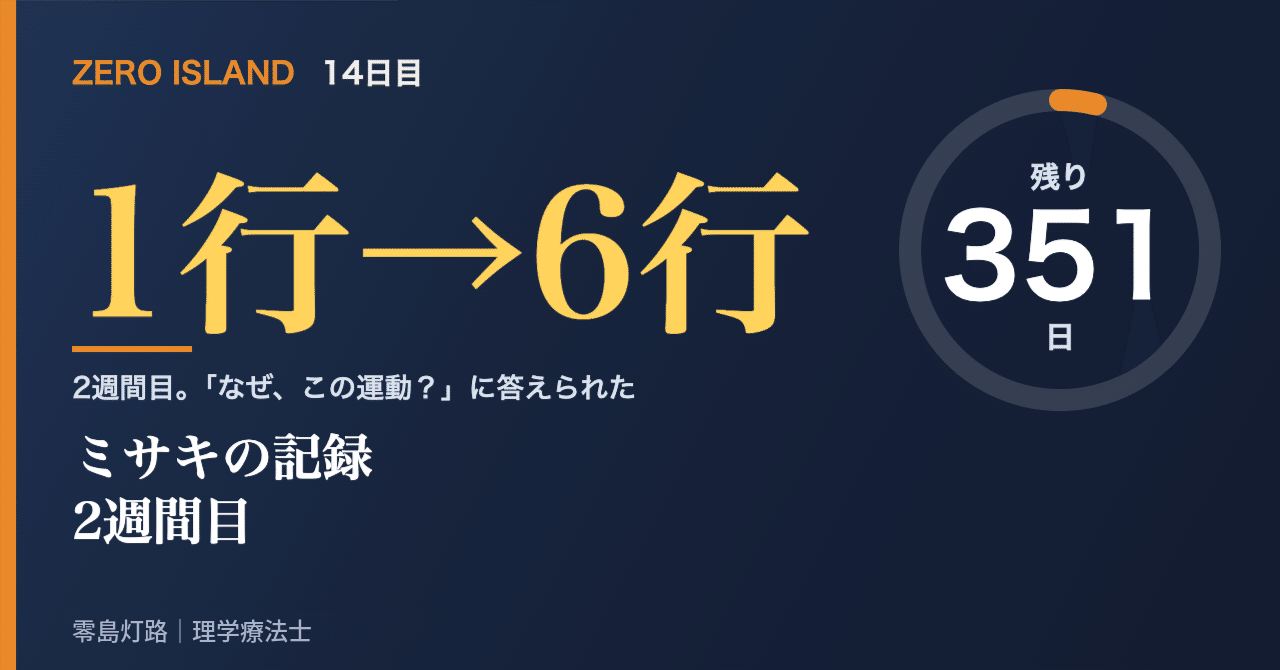 ZERO ISLAND 14日目
1行→6行
2週間目。「なぜ、この運動？」に答えられた
ミサキの記録
2週間目
零島灯路｜理学療法士
残り
351
日